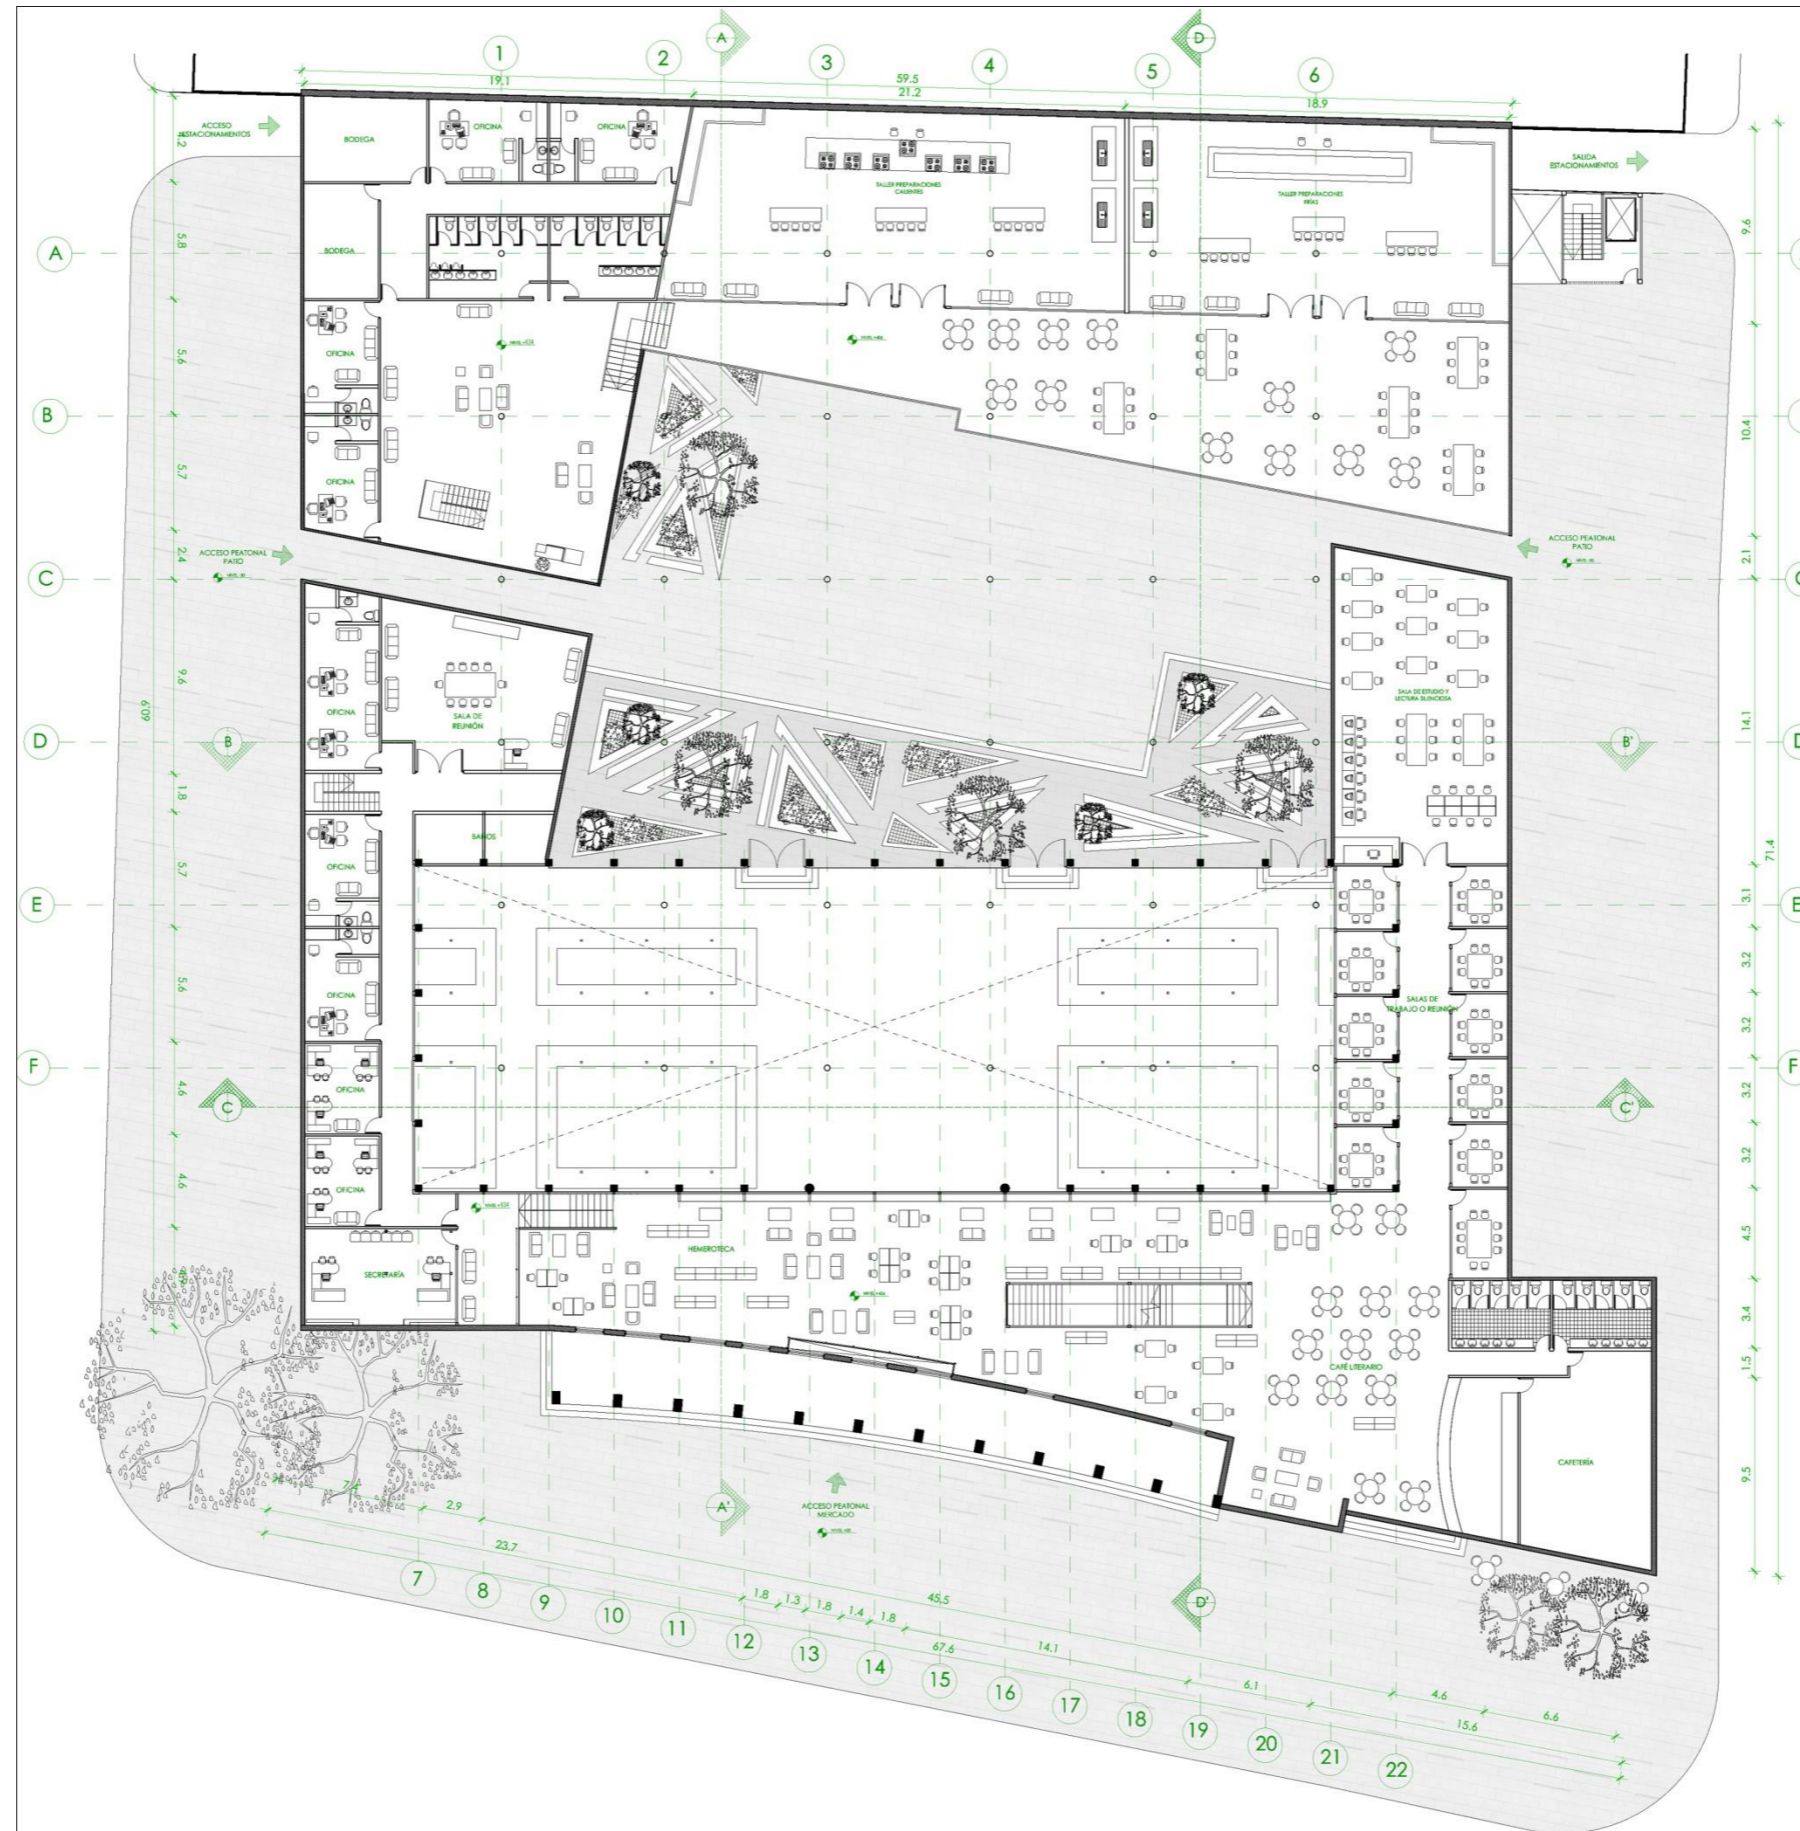 1
2
A
3
4
5
D
6
19.1
59.5
21.2
18.9
ACCESO
ESTACIONAMIENTOS
BODEGA
OFICINA
OFICINA
TALLER PREPARACIONES
CALIENTES
TALLER PREPARACIONES
FRÍAS
SALIDA
ESTACIONAMIENTOS
9.6
A
5.8
BODEGA
5.6
OFICINA
B
10.4
5.7
OFICINA
ACCESO PEATONAL
PATIO
2.4
ACCESO PEATONAL
PATIO
2.1
C
9.6
60.6
OFICINA
SALA DE
REUNIÓN
SALA DE ESTUDIO Y
LECTURA SILENCIOSA
14.1
D
B
B'
1.8
BAÑOS
71.4
5.7
OFICINA
E
3.1
E
5.6
OFICINA
3.2
SALAS DE
TRABAJO O REUNIÓN
3.2
F
F
4.6
OFICINA
3.2
C
C'
3.2
4.6
OFICINA
HEMEROTECA
4.5
SECRETARÍA
3.4
CAFÉ LITERARIO
1.5
CAFETERÍA
9.5
7.4
2.9
A'
ACCESO PEATONAL
MERCADO
23.7
45.5
1.8
1.3
1.8
1.4
1.8
67.6
14.1
6.1
4.6
6.6
15.6
D'
7
8
9
10
11
12
13
14
15
16
17
18
19
20
21
22